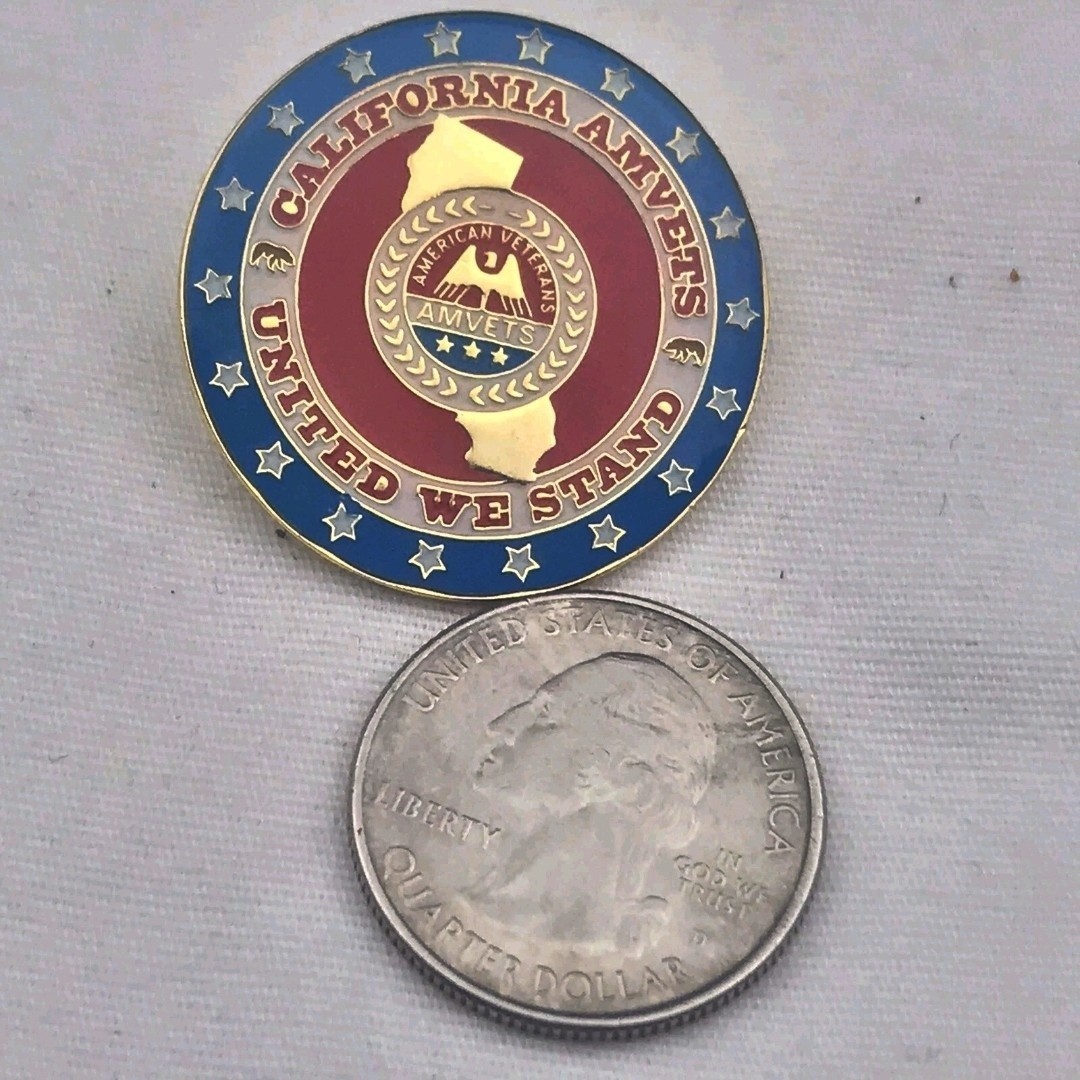 CALIFORNIA AMVETS
AMERICAN VETERANS
AMVETS
UNITED WE STAND
UNITED STATES OF AMERICA
LIBERTY
IN
GOD WE
TRUST
P
QUARTER DOLLAR